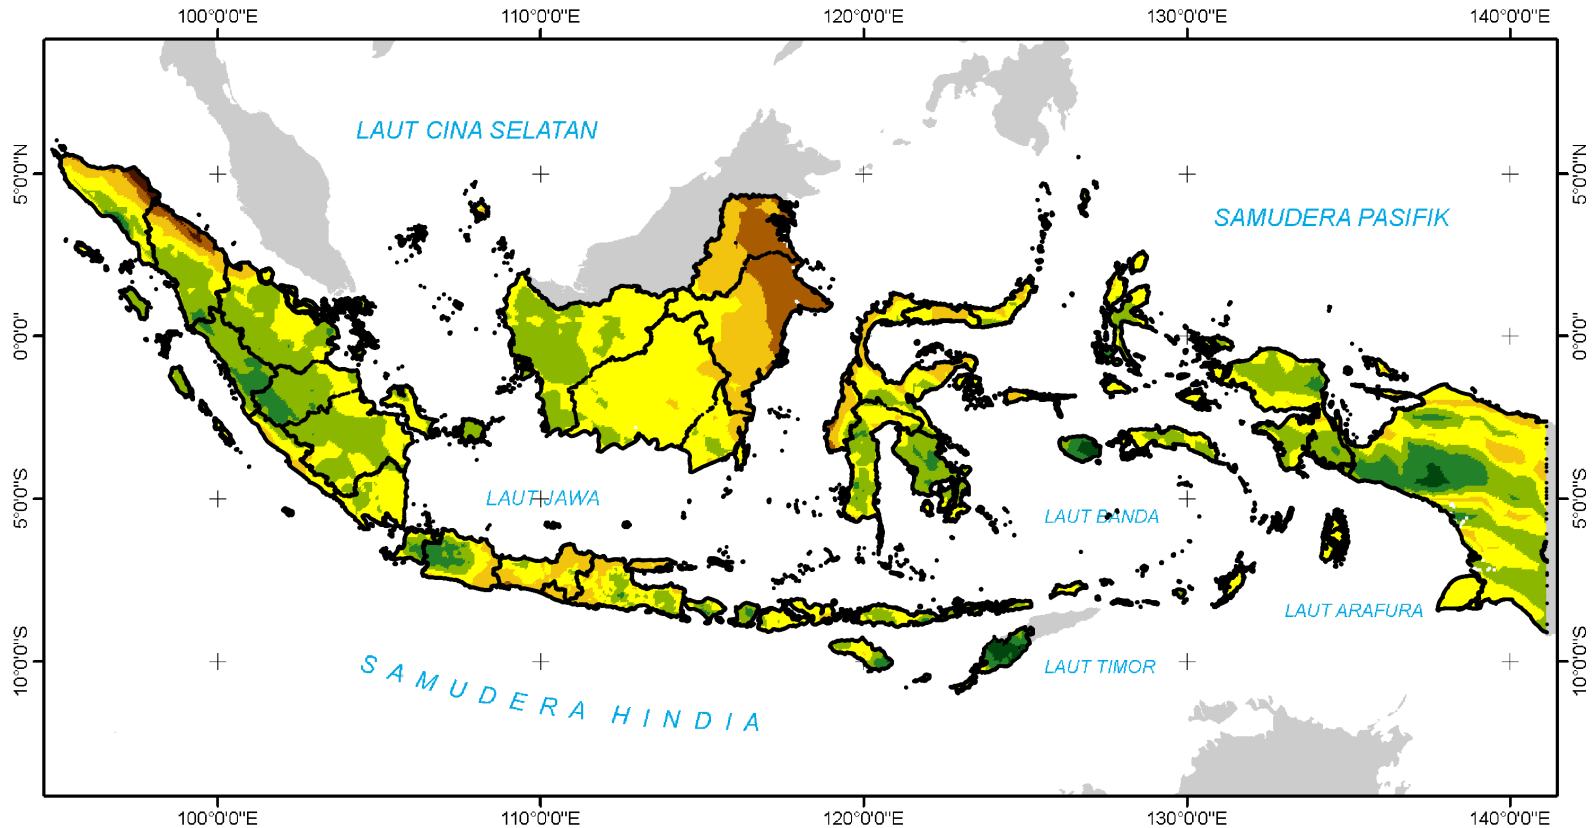 100°0'0"E 110°0'0"E 120°0'0"E 130°0'0"E 140°0'0"E
LAUT CINA SELATAN
5°0'0"N 5°0'0"N
SAMUDERA PASIFIK
0°0'0" 0°0'0"
5°0'0"S 5°0'0"S
LAUT JAWA
LAUT BANDA
LAUT ARAFURA
10°0'0"S 10°0'0"S
LAUT TIMOR
SAMUDERA HINDIA
100°0'0"E 110°0'0"E 120°0'0"E 130°0'0"E 140°0'0"E